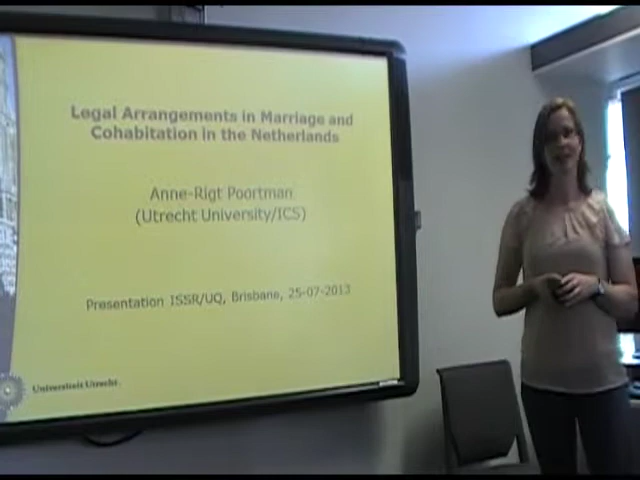 Legal Arrangements in Marriage and
Cohabitation in the Netherlands
Anne-Rigt Poortman
(Utrecht University/ICS)
Presentation ISSR/UQ, Brisbane, 25-07-2013
Universiteit Utrecht